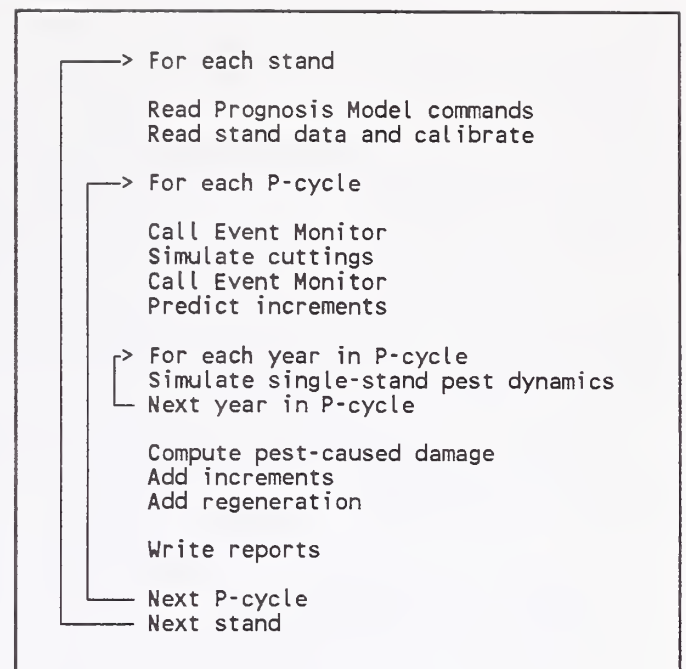 For each stand
Read Prognosis Model commands
Read stand data and calibrate
For each P-cycle
Call Event Monitor
Simulate cuttings
Call Event Monitor
Predict increments
For each year in P-cycle
Simulate single-stand pest dynamics
Next year in P-cycle
Compute pest-caused damage
Add increments
Add regeneration
Write reports
Next P-cycle
Next stand